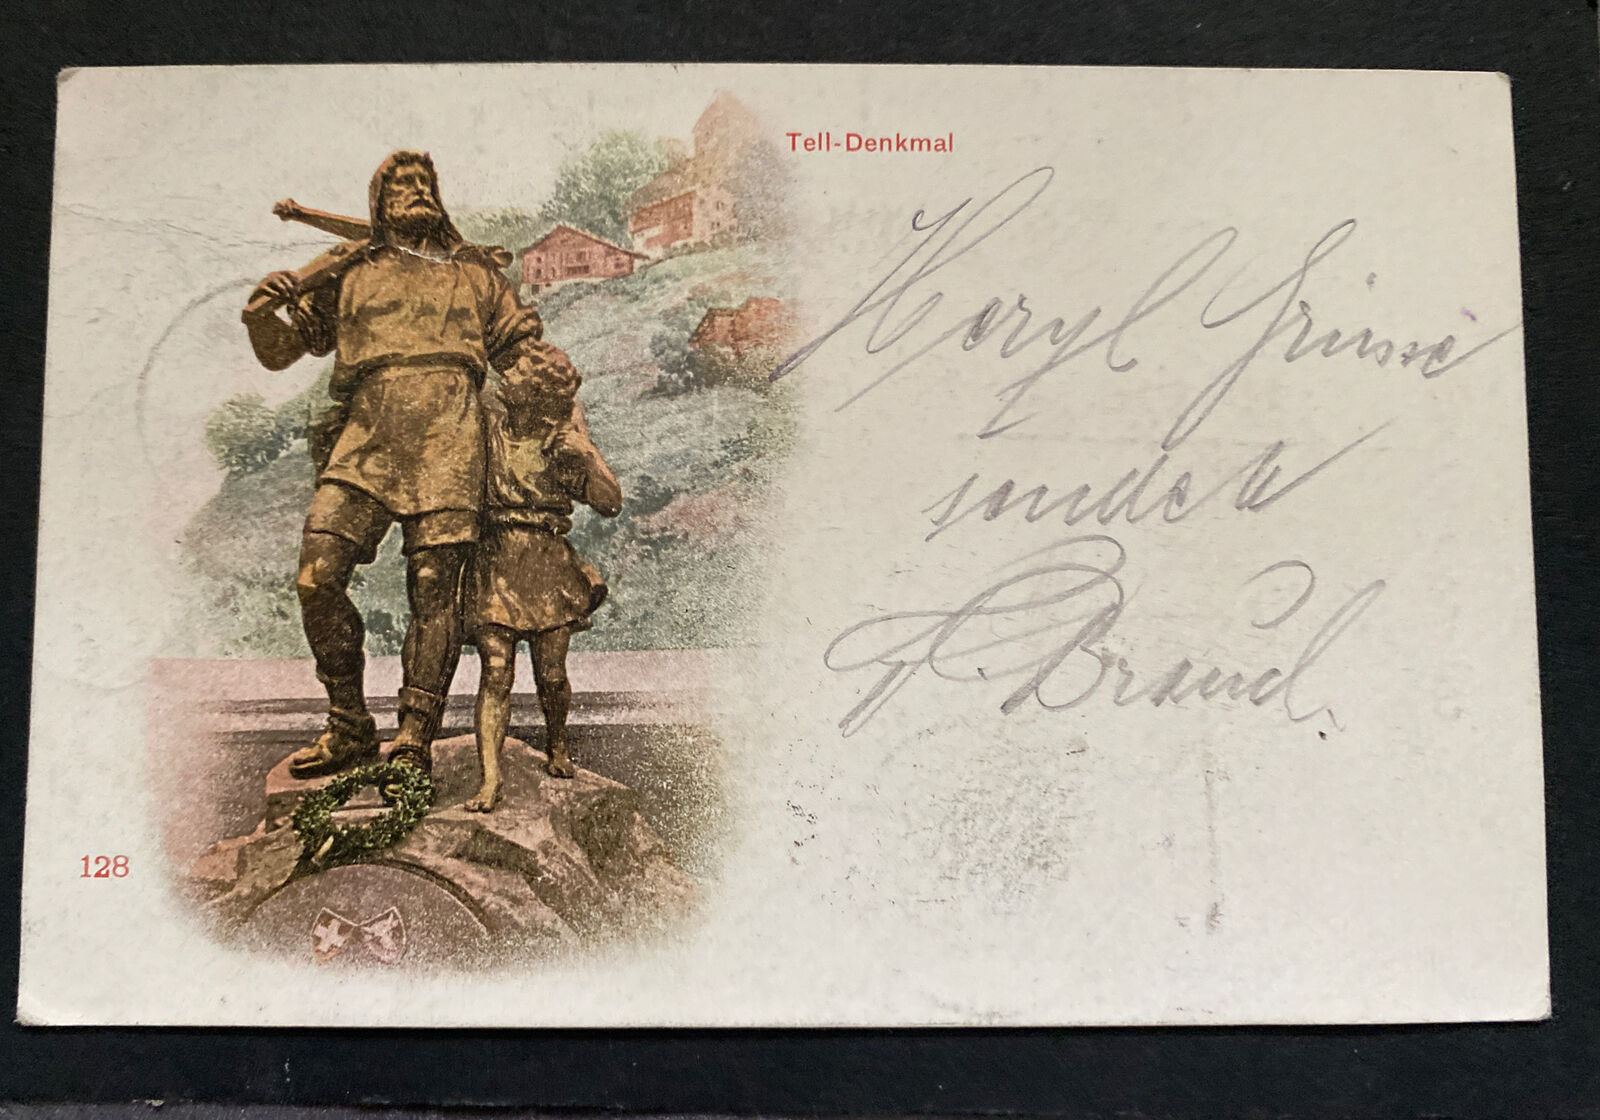 Tell-Denkmal
Herzl Grüsse
sendet
Brand.
128